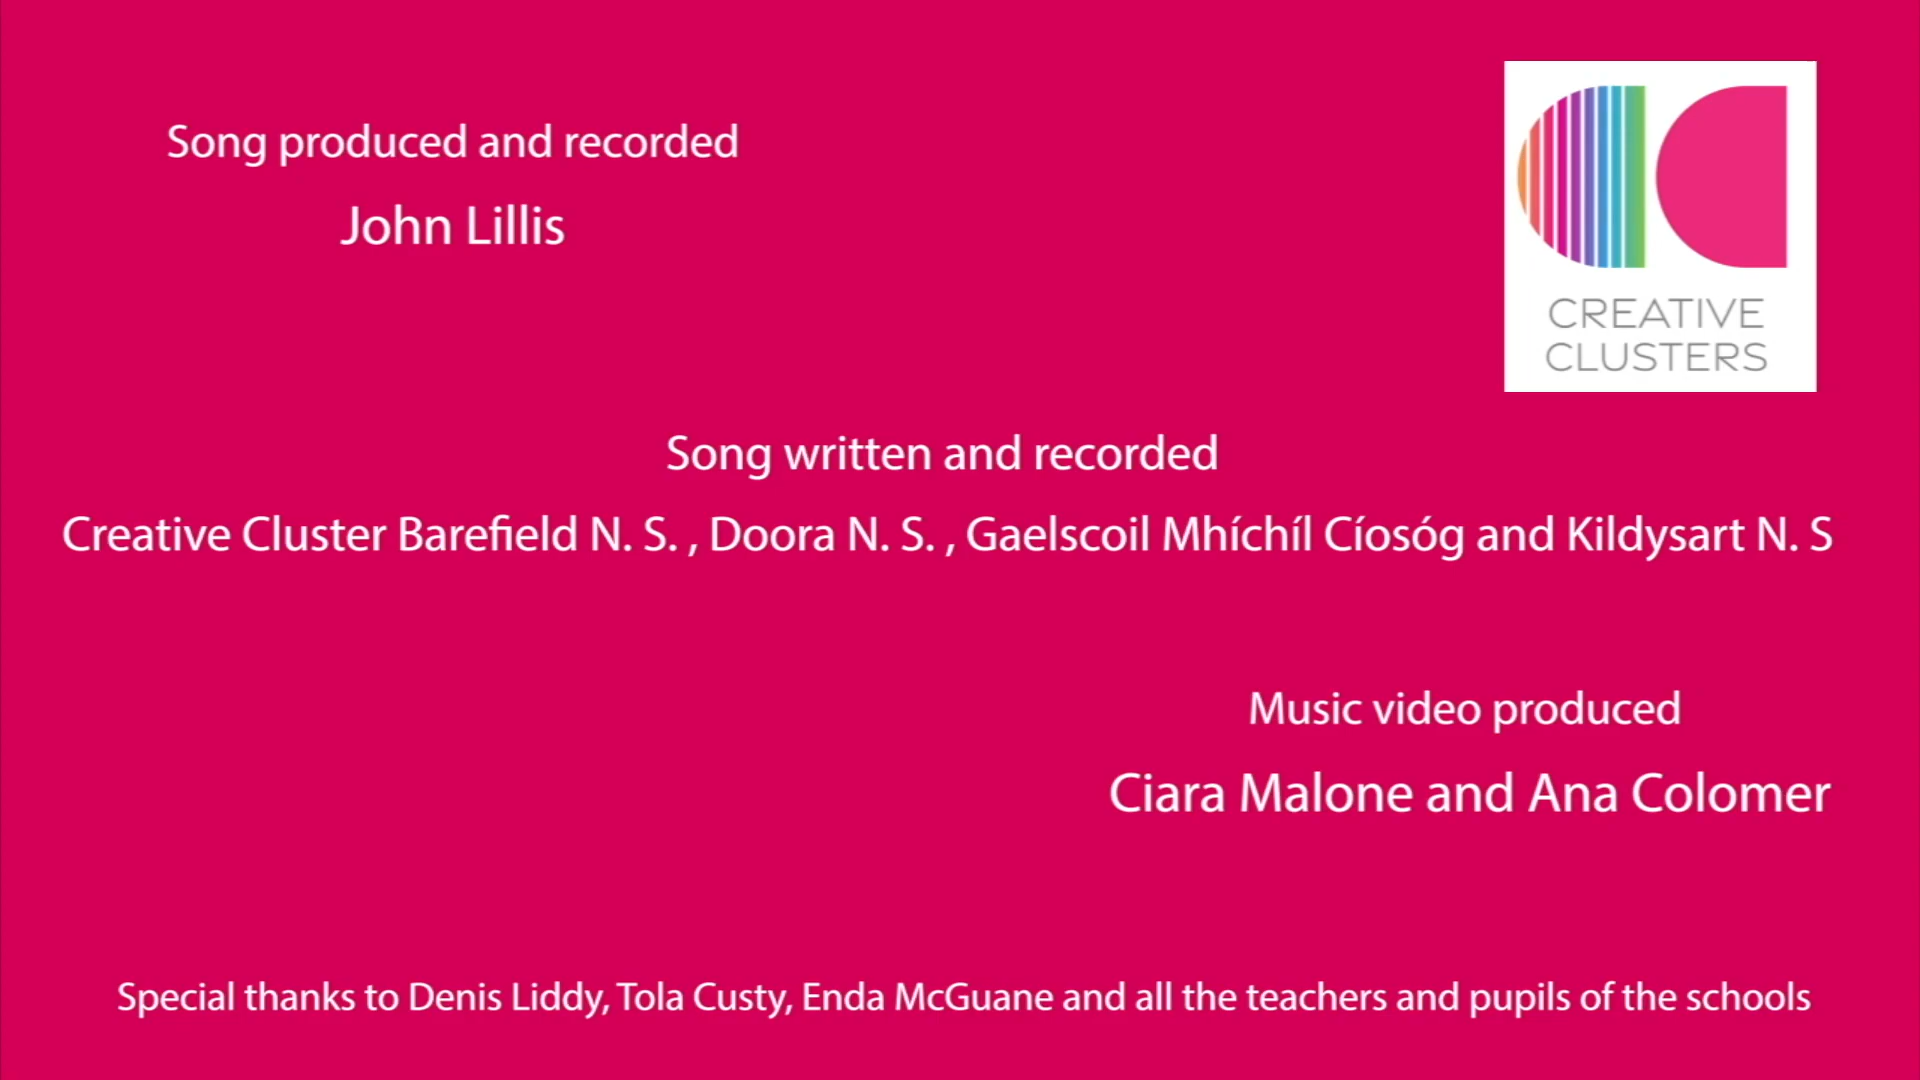 Song produced and recorded
John Lillis
CREATIVE
CLUSTERS
Song written and recorded
Creative Cluster Barefield N. S. , Doora N. S. , Gaelscoil Mhíchíl Cíosóg and Kildysart N. S
Music video produced
Ciara Malone and Ana Colomer
Special thanks to Denis Liddy, Tola Custy, Enda McGuane and all the teachers and pupils of the schools